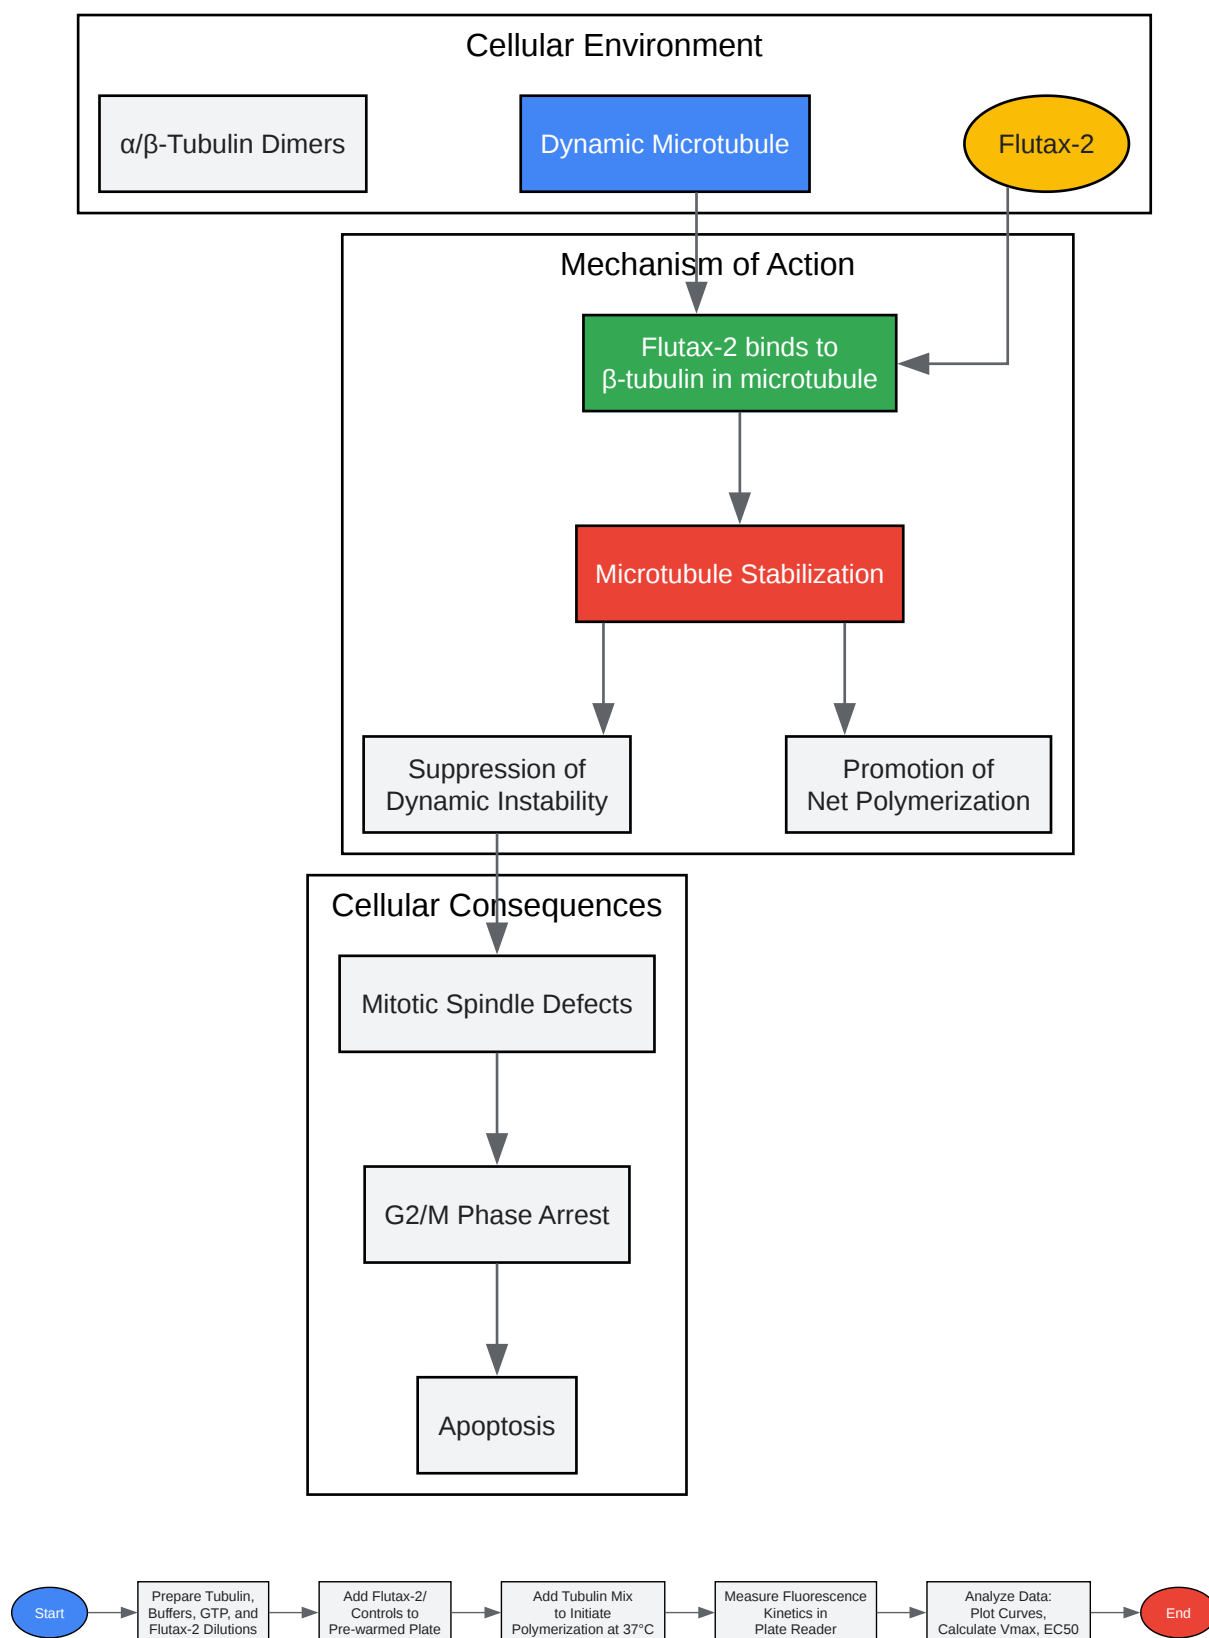 Cellular Environment
α/β-Tubulin Dimers
Dynamic Microtubule
Flutax-2
Mechanism of Action
Flutax-2 binds to
β-tubulin in microtubule
Microtubule Stabilization
Suppression of
Dynamic Instability
Promotion of
Net Polymerization
Cellular Consequences
Mitotic Spindle Defects
G2/M Phase Arrest
Apoptosis
Start
Prepare Tubulin,
Buffers, GTP, and
Flutax-2 Dilutions
Add Flutax-2/
Controls to
Pre-warmed Plate
Add Tubulin Mix
to Initiate
Polymerization at 37°C
Measure Fluorescence
Kinetics in
Plate Reader
Analyze Data:
Plot Curves,
Calculate Vmax, EC50
End